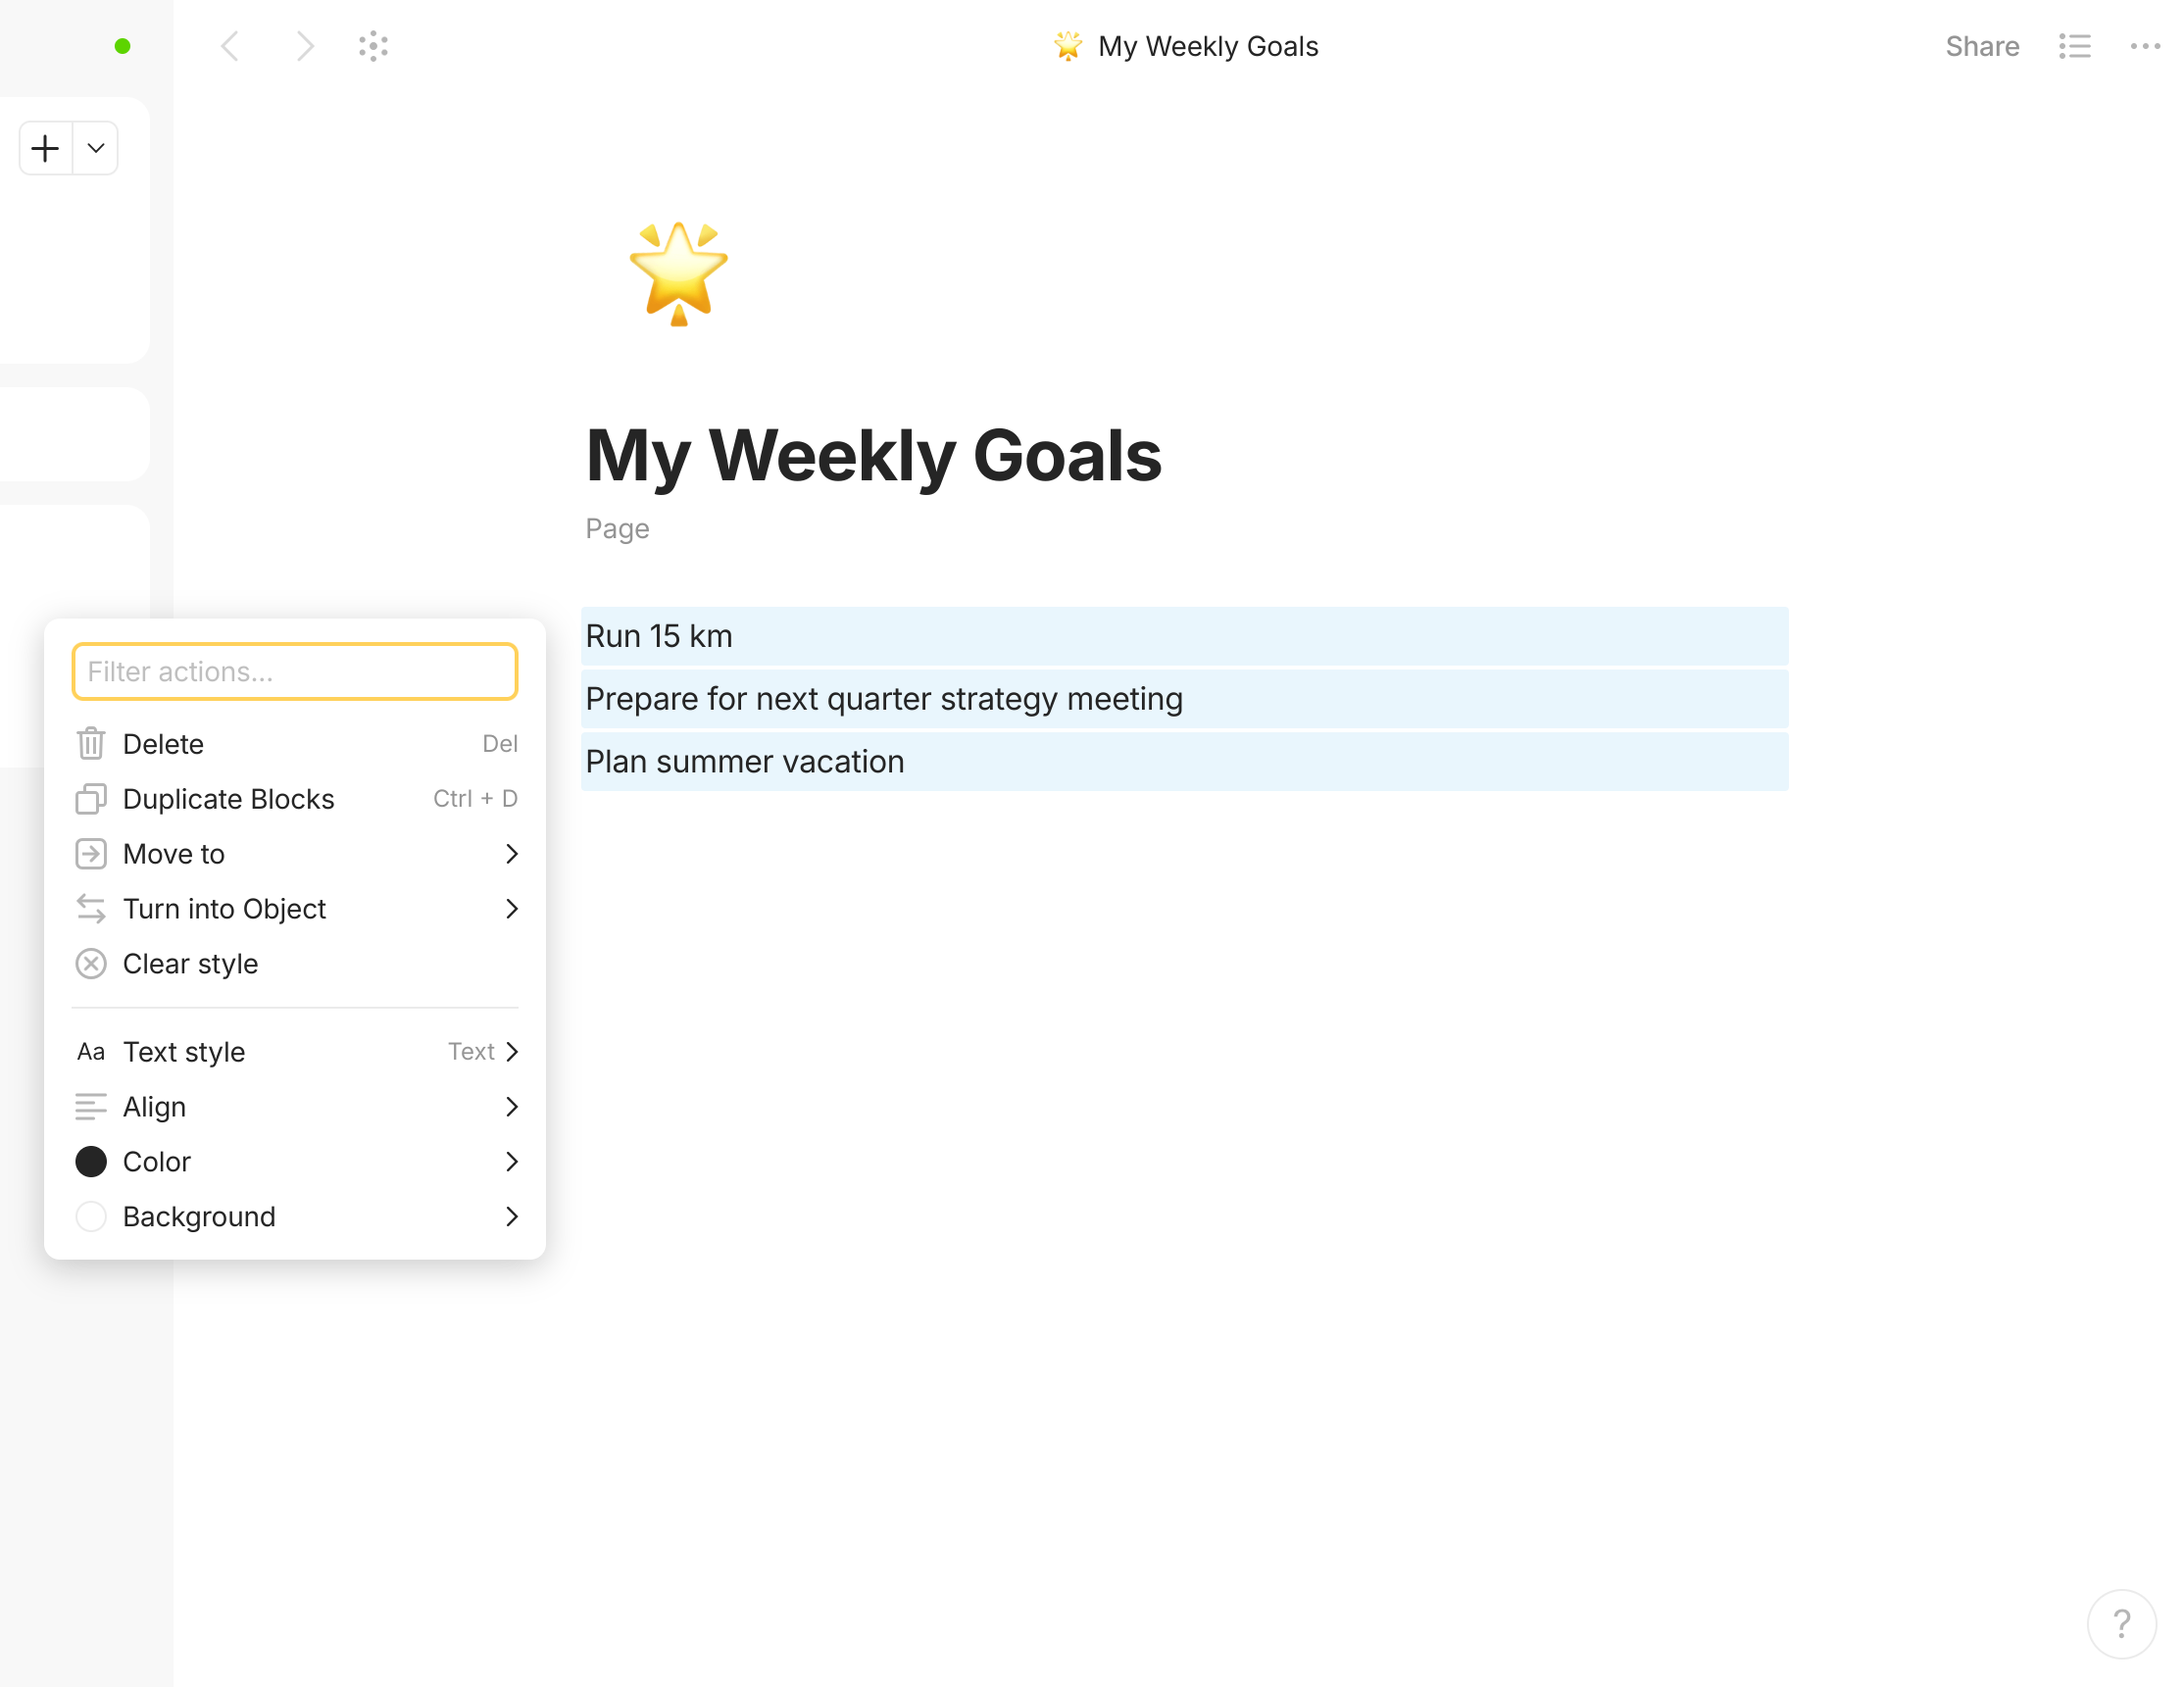 My Weekly Goals
Share
My Weekly Goals
Page
Run 15 km
Prepare for next quarter strategy meeting
Plan summer vacation
Filter actions...
Delete Del
Duplicate Blocks Ctrl + D
Move to
Turn into Object
Clear style
Aa Text style Text
Align
Color
Background
?